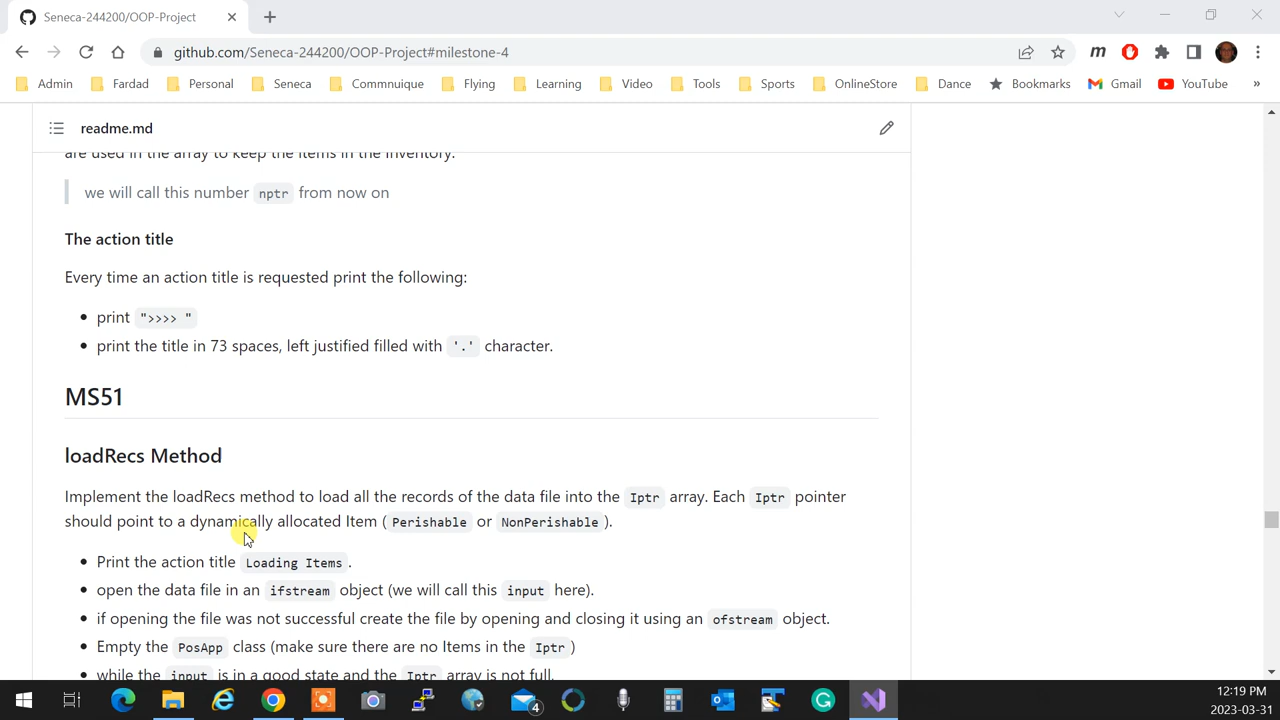 Seneca-244200/OOP-Project
github.com/Seneca-244200/OOP-Project#milestone-4
m
Admin Fardad Personal Seneca Commnuique Flying Learning Video Tools Sports OnlineStore Dance Bookmarks Gmail YouTube »
readme.md
are used in the array to keep the items in the inventory.
we will call this number nptr from now on
The action title
Every time an action title is requested print the following:
• print ">>>> "
• print the title in 73 spaces, left justified filled with '.' character.
MS51
loadRecs Method
Implement the loadRecs method to load all the records of the data file into the Iptr array. Each Iptr pointer
should point to a dynamically allocated Item ( Perishable or NonPerishable ).
• Print the action title Loading Items .
• open the data file in an ifstream object (we will call this input here).
• if opening the file was not successful create the file by opening and closing it using an ofstream object.
• Empty the PosApp class (make sure there are no Items in the Iptr )
• while the input is in a good state and the Iptr array is not full.
4
12:19 PM
2023-03-31